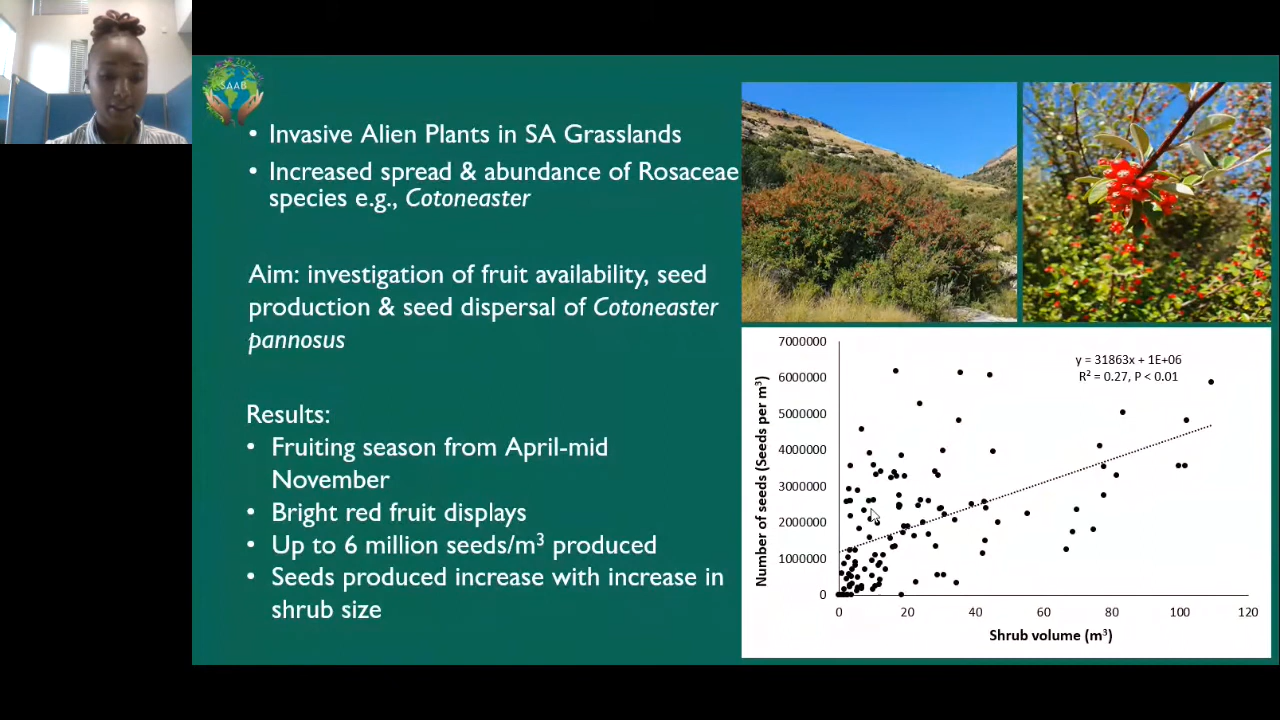 SAAB
• Invasive Alien Plants in SA Grasslands
• Increased spread & abundance of Rosaceae
species e.g., Cotoneaster
Aim: investigation of fruit availability, seed
production & seed dispersal of Cotoneaster
pannosus
Results:
• Fruiting season from April-mid
November
• Bright red fruit displays
• Up to 6 million seeds/m³ produced
• Seeds produced increase with increase in
shrub size
Number of seeds (Seeds per m³)
7000000
6000000
5000000
4000000
3000000
2000000
1000000
0
y = 31863x + 1E+06
R² = 0.27, P < 0.01
0 20 40 60 80 100 120
Shrub volume (m³)